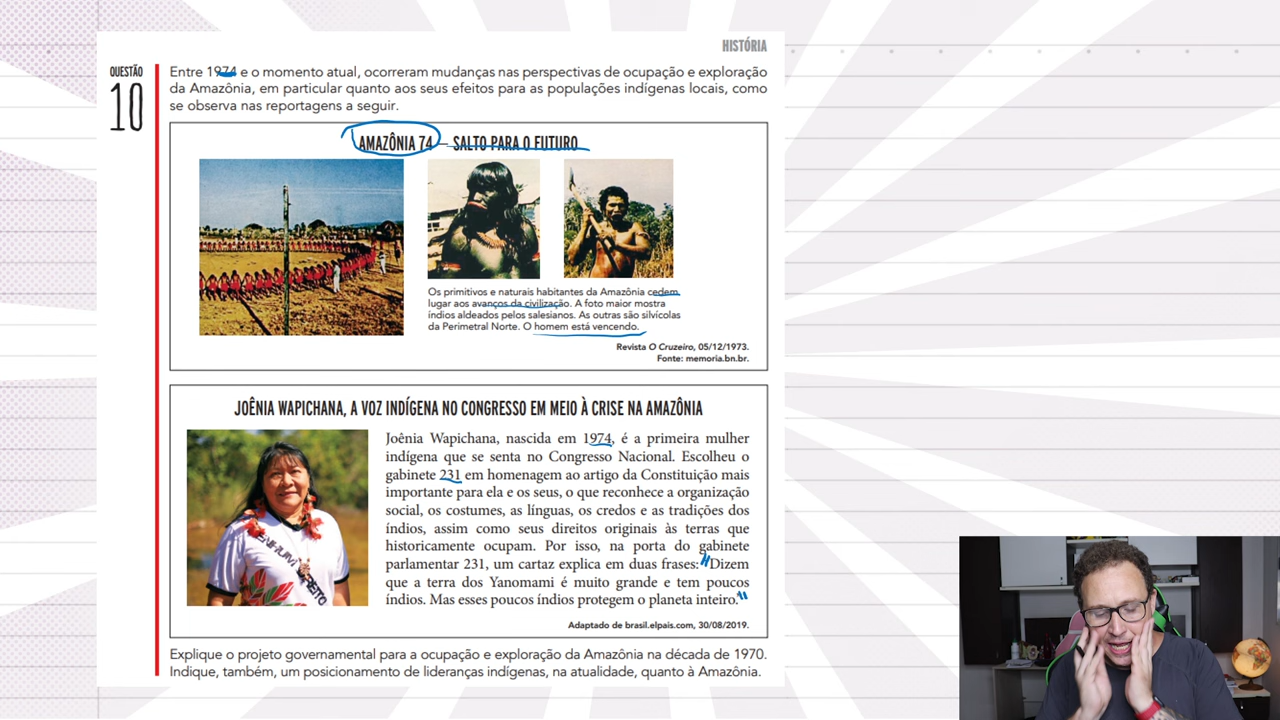 HISTÓRIA
QUESTÃO
10
Entre 1974 e o momento atual, ocorreram mudanças nas perspectivas de ocupação e exploração
da Amazônia, em particular quanto aos seus efeitos para as populações indígenas locais, como
se observa nas reportagens a seguir.
AMAZÔNIA 74 — SALTO PARA O FUTURO
Os primitivos e naturais habitantes da Amazônia cedem
lugar aos avanços da civilização. A foto maior mostra
índios aldeados pelos salesianos. As outras são silvícolas
da Perimetral Norte. O homem está vencendo.
Revista O Cruzeiro, 05/12/1973.
Fonte: memoria.bn.br.
JOÊNIA WAPICHANA, A VOZ INDÍGENA NO CONGRESSO EM MEIO À CRISE NA AMAZÔNIA
Joênia Wapichana, nascida em 1974, é a primeira mulher
indígena que se senta no Congresso Nacional. Escolheu o
gabinete 231 em homenagem ao artigo da Constituição mais
importante para ela e os seus, o que reconhece a organização
social, os costumes, as línguas, os credos e as tradições dos
índios, assim como seus direitos originais às terras que
historicamente ocupam. Por isso, na porta do gabinete
parlamentar 231, um cartaz explica em duas frases: "Dizem
que a terra dos Yanomami é muito grande e tem poucos
índios. Mas esses poucos índios protegem o planeta inteiro."
Adaptado de brasil.elpais.com, 30/08/2019.
Explique o projeto governamental para a ocupação e exploração da Amazônia na década de 1970.
Indique, também, um posicionamento de lideranças indígenas, na atualidade, quanto à Amazônia.